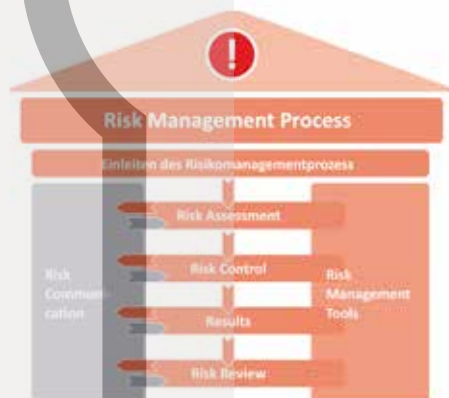 Risk Management Process
Einleiten des Risikomanagementprozess
Risk Assessment
Risk Control
Results
Risk Review
Risk
Communi-
cation
Risk
Management
Tools